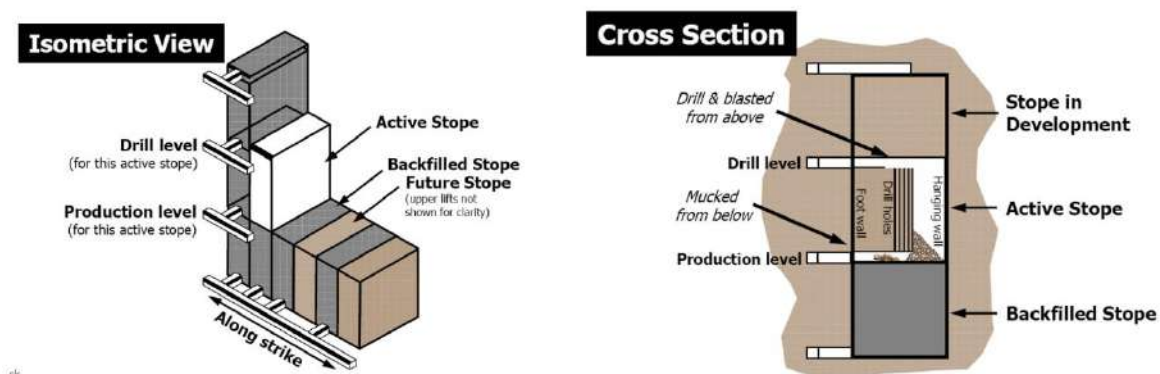 Isometric View
Drill level
(for this active stope)
Production level
(for this active stope)
Active Stope
Backfilled Stope
Future Stope
(upper lifts not
shown for clarity)
Along strike
Cross Section
Drill & blasted
from above
Drill level
Mucked
from below
Production level
Foot wall
Drill holes
Hanging wall
Stope in
Development
Active Stope
Backfilled Stope